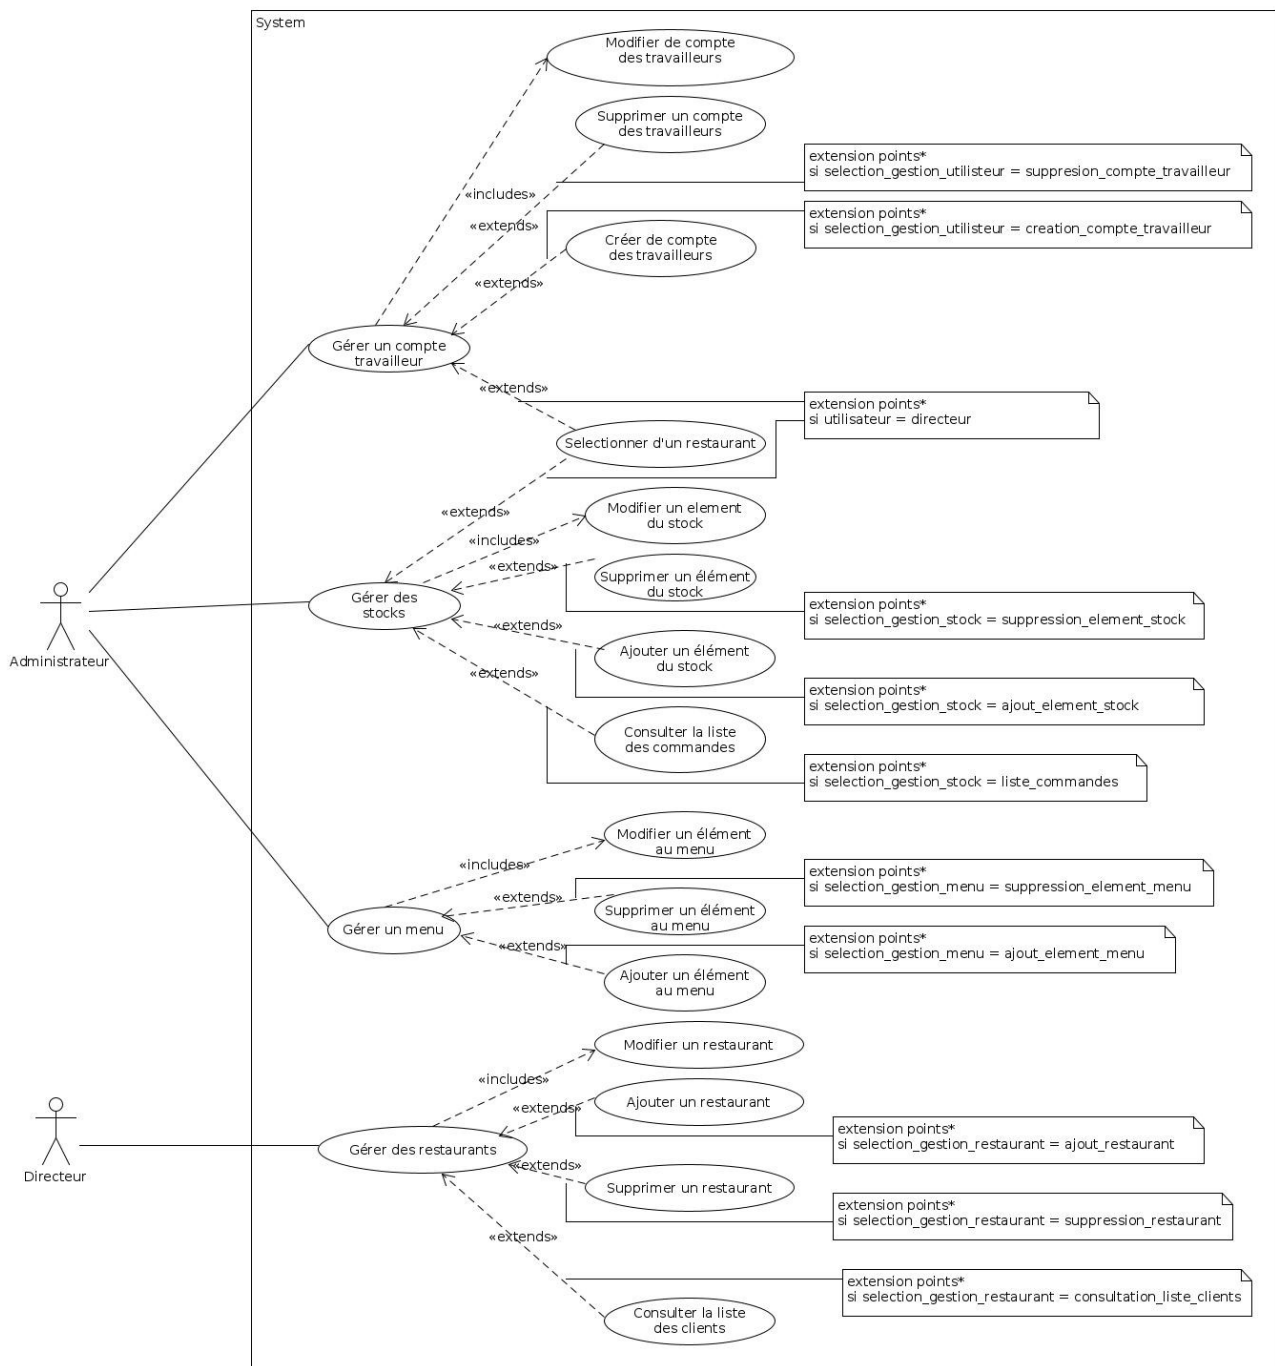 System
Modifier de compte
des travailleurs
Supprimer un compte
des travailleurs
extension points*
si selection_gestion_utilisteur = suppresion_compte_travailleur
«includes»
extension points*
si selection_gestion_utilisteur = creation_compte_travailleur
«extends»
Créer de compte
des travailleurs
«extends»
Gérer un compte
travailleur
«extends»
extension points*
si utilisateur = directeur
Selectionner d'un restaurant
«extends»
Modifier un element
du stock
«includes»
«extends»
Supprimer un élément
du stock
Gérer des
stocks
extension points*
si selection_gestion_stock = suppression_element_stock
«extends»
Ajouter un élément
du stock
Administrateur
«extends»
extension points*
si selection_gestion_stock = ajout_element_stock
Consulter la liste
des commandes
extension points*
si selection_gestion_stock = liste_commandes
Modifier un élément
au menu
«includes»
extension points*
si selection_gestion_menu = suppression_element_menu
«extends»
Supprimer un élément
au menu
Gérer un menu
extension points*
si selection_gestion_menu = ajout_element_menu
«extends»
Ajouter un élément
au menu
Modifier un restaurant
«includes»
Ajouter un restaurant
«extends»
extension points*
si selection_gestion_restaurant = ajout_restaurant
Gérer des restaurants
«extends»
Directeur
Supprimer un restaurant
extension points*
si selection_gestion_restaurant = suppression_restaurant
«extends»
extension points*
si selection_gestion_restaurant = consultation_liste_clients
Consulter la liste
des clients